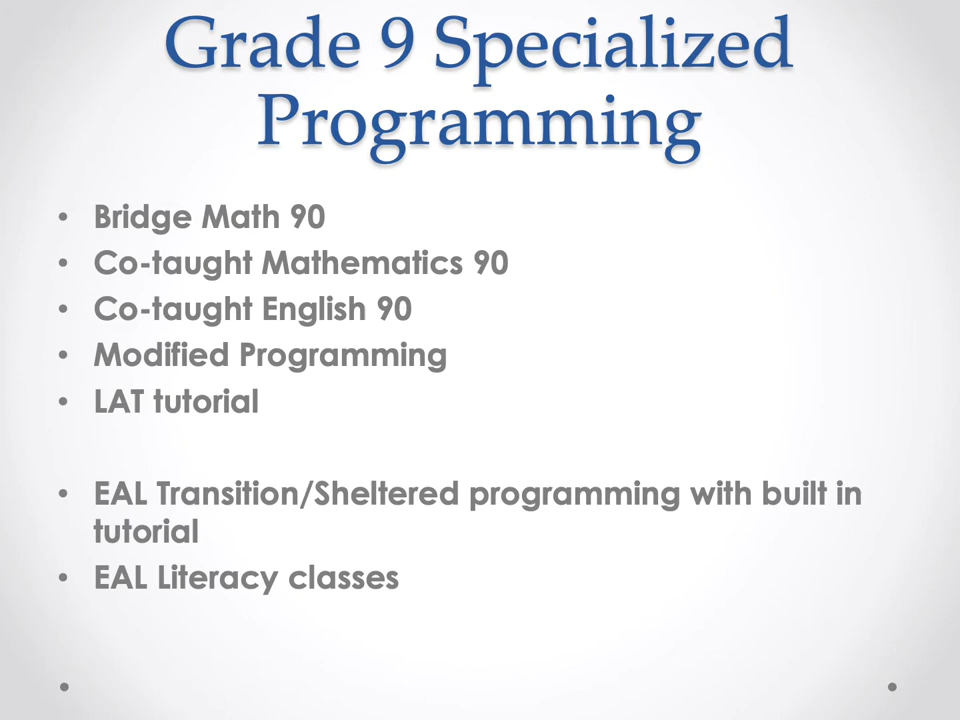 Grade 9 Specialized
Programming
• Bridge Math 90
• Co-taught Mathematics 90
• Co-taught English 90
• Modified Programming
• LAT tutorial
• EAL Transition/Sheltered programming with built in
tutorial
• EAL Literacy classes